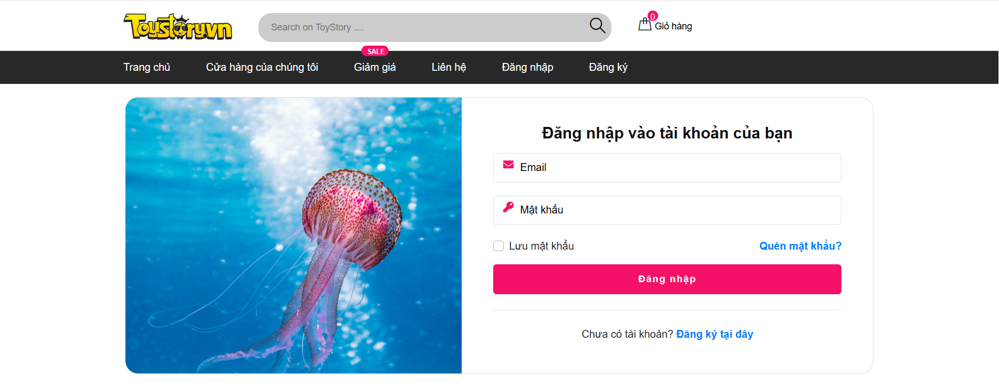 Toystory.vn
Search on ToyStory ....
0
Giỏ hàng
SALE
Trang chủ
Cửa hàng của chúng tôi
Giảm giá
Liên hệ
Đăng nhập
Đăng ký
Đăng nhập vào tài khoản của bạn
Email
Mật khẩu
Lưu mật khẩu
Quên mật khẩu?
Đăng nhập
Chưa có tài khoản? Đăng ký tại đây